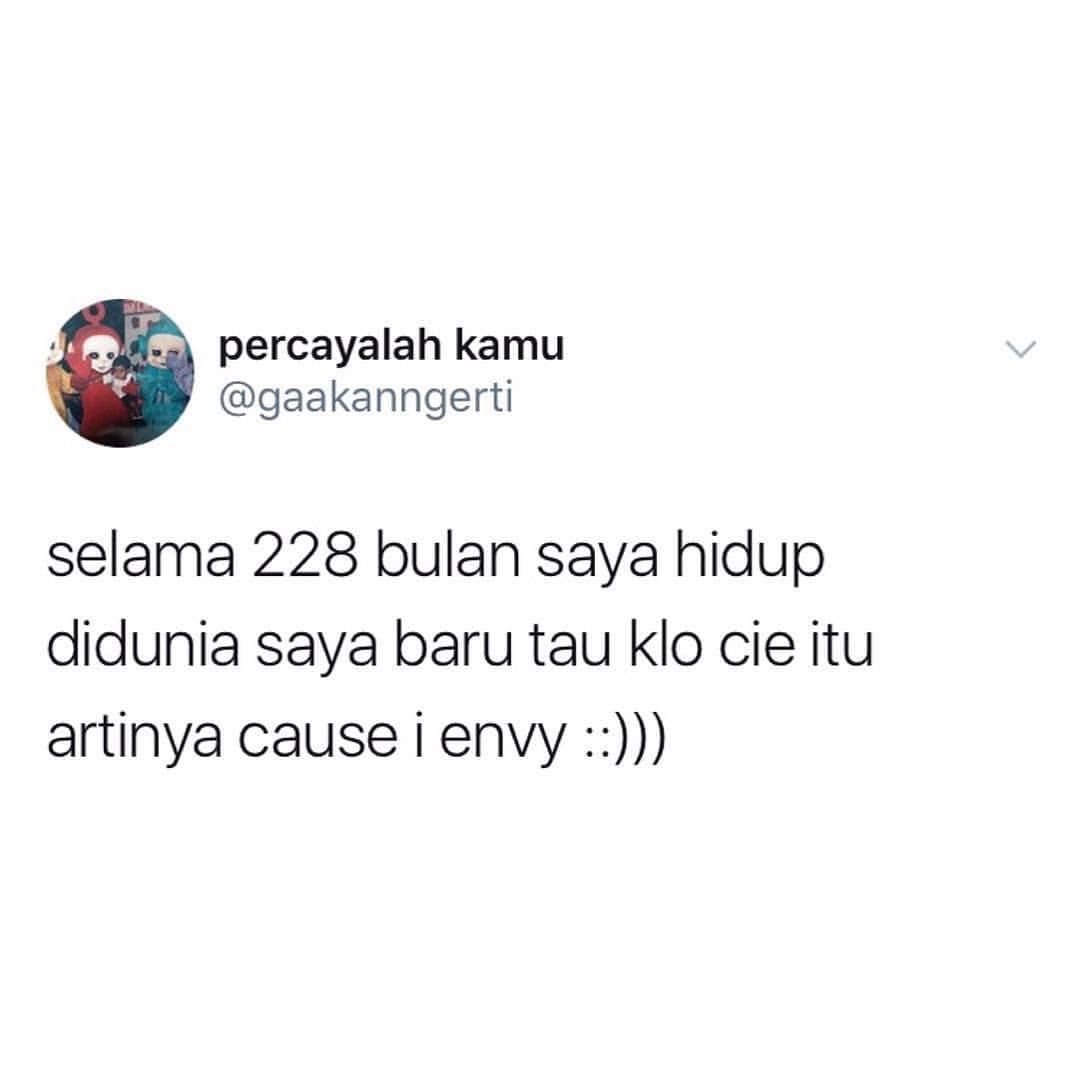 percayalah kamu
@gaakanngerti
selama 228 bulan saya hidup
didunia saya baru tau klo cie itu
artinya cause i envy ::)))